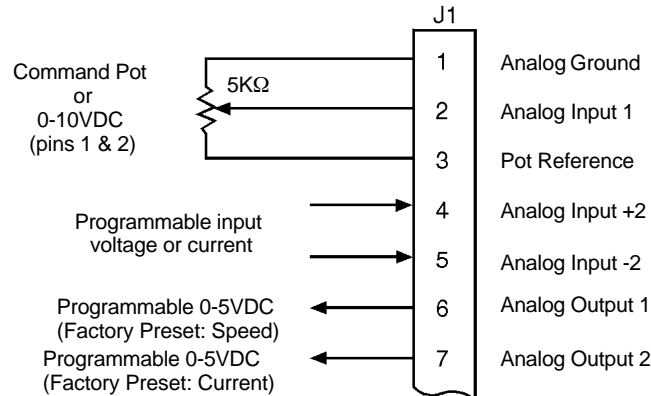 J1
Command Pot
or
0-10VDC
(pins 1 & 2)
5KΩ
1 Analog Ground
2 Analog Input 1
3 Pot Reference
Programmable input
voltage or current
4 Analog Input +2
5 Analog Input -2
Programmable 0-5VDC
(Factory Preset: Speed)
6 Analog Output 1
Programmable 0-5VDC
(Factory Preset: Current)
7 Analog Output 2